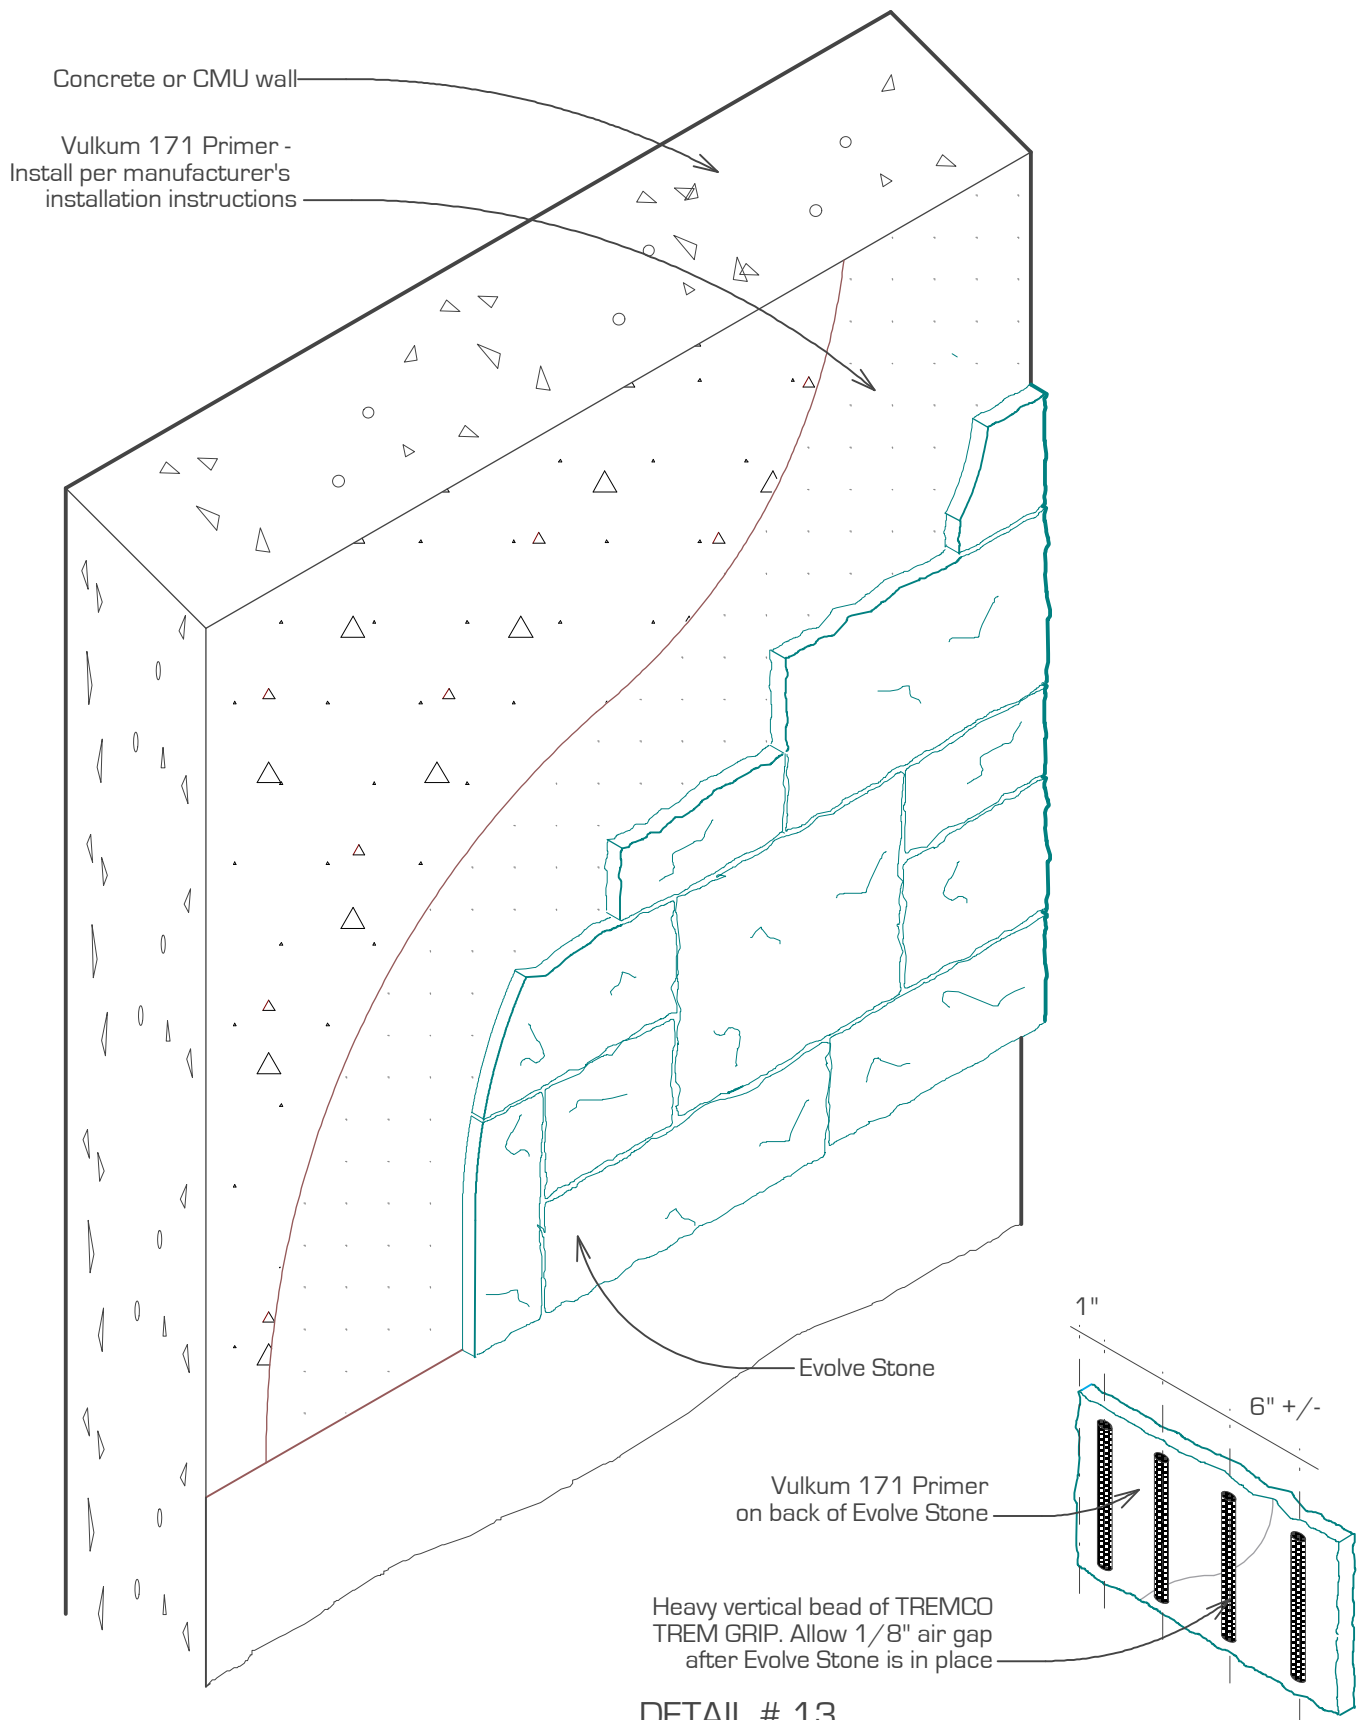 Concrete or CMU wall
Vulkum 171 Primer -
Install per manufacturer's
installation instructions
Evolve Stone
1"
6" +/-
Vulkum 171 Primer
on back of Evolve Stone
Heavy vertical bead of TREMCO
TREM GRIP. Allow 1/8" air gap
after Evolve Stone is in place
DETAIL # 13